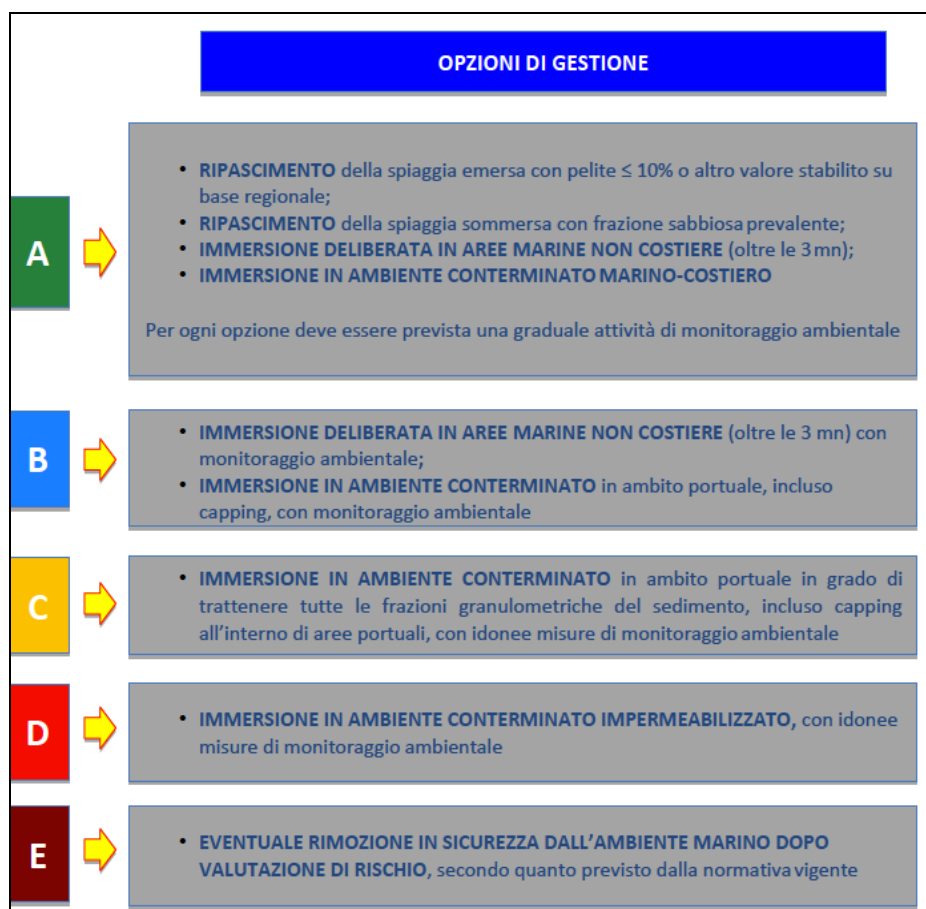 OPZIONI DI GESTIONE
A
• RIPASCIMENTO della spiaggia emersa con pelite ≤ 10% o altro valore stabilito su
base regionale;
• RIPASCIMENTO della spiaggia sommersa con frazione sabbiosa prevalente;
• IMMERSIONE DELIBERATA IN AREE MARINE NON COSTIERE (oltre le 3 mn);
• IMMERSIONE IN AMBIENTE CONTERMINATO MARINO-COSTIERO
Per ogni opzione deve essere prevista una graduale attività di monitoraggio ambientale
B
• IMMERSIONE DELIBERATA IN AREE MARINE NON COSTIERE (oltre le 3 mn) con
monitoraggio ambientale;
• IMMERSIONE IN AMBIENTE CONTERMINATO in ambito portuale, incluso
capping, con monitoraggio ambientale
C
• IMMERSIONE IN AMBIENTE CONTERMINATO in ambito portuale in grado di
trattenere tutte le frazioni granulometriche del sedimento, incluso capping
all’interno di aree portuali, con idonee misure di monitoraggio ambientale
D
• IMMERSIONE IN AMBIENTE CONTERMINATO IMPERMEABILIZZATO, con idonee
misure di monitoraggio ambientale
E
• EVENTUALE RIMOZIONE IN SICUREZZA DALL’AMBIENTE MARINO DOPO
VALUTAZIONE DI RISCHIO, secondo quanto previsto dalla normativa vigente